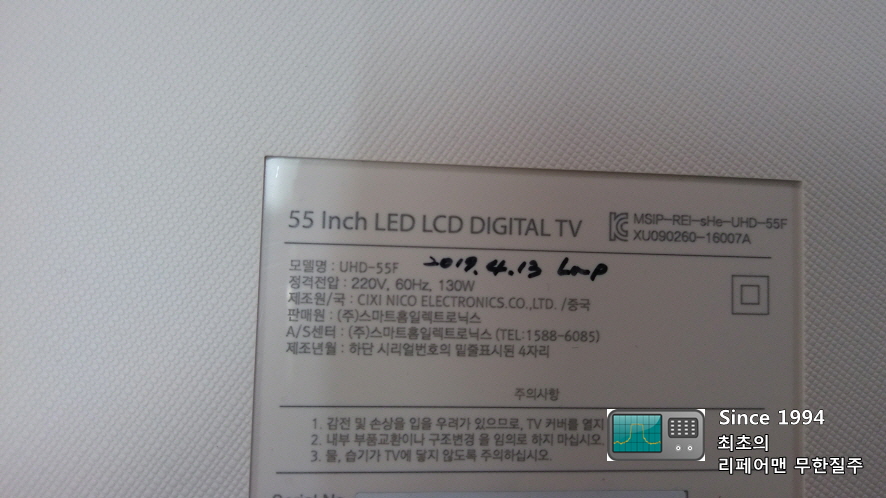 55 Inch LED LCD DIGITAL TV
MSIP-REI-sHe-UHD-55F
XU090260-16007A
모델명 : UHD-55F 2019.4.13 Lamp
정격전압 : 220V, 60Hz, 130W
제조원/국 : CIXI NICO ELECTRONICS.CO.,LTD. /중국
판매원 : (주)스마트홈일렉트로닉스
A/S센터 : (주)스마트홈일렉트로닉스 (TEL:1588-6085)
제조년월 : 하단 시리얼번호의 밑줄표시된 4자리
주의사항
1. 감전 및 손상을 입을 우려가 있으므로, TV 커버를 열지
2. 내부 부품교환이나 구조변경 을 임의로 하지 마십시오.
3. 물, 습기가 TV에 닿지 않도록 주의하십시오.
Since 1994
최초의
리페어맨 무한질주